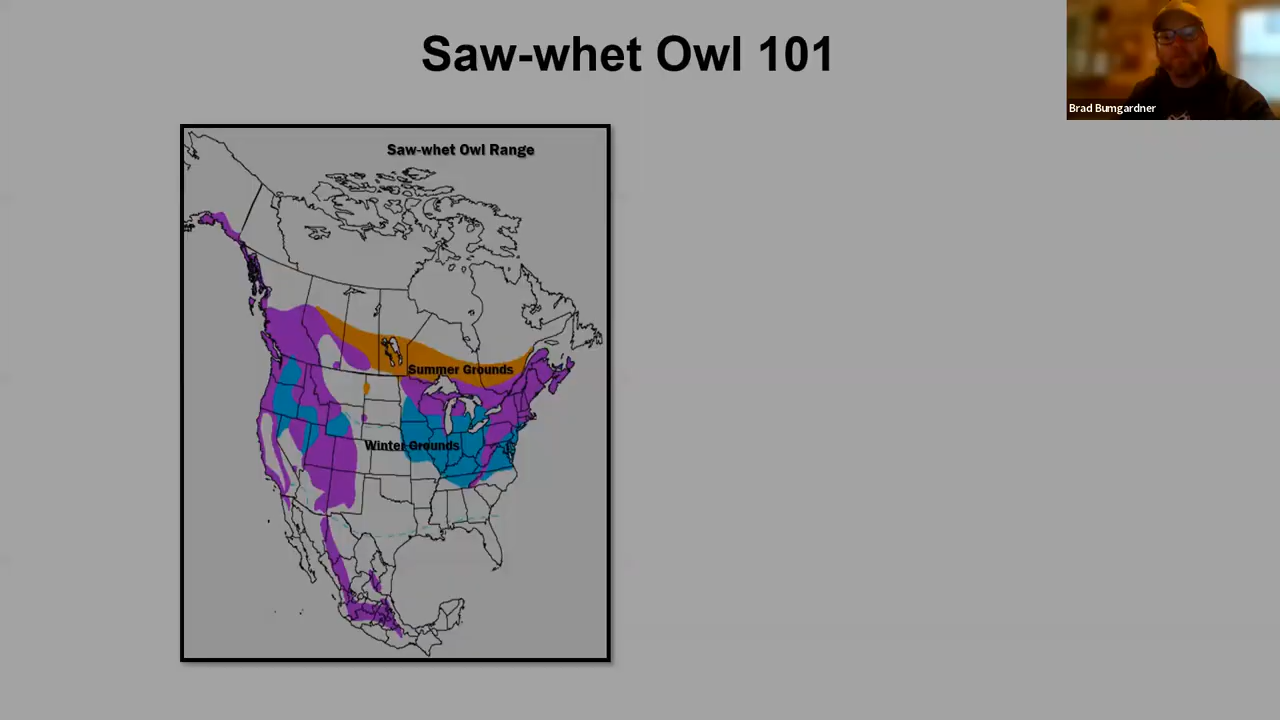 Saw-whet Owl 101
Brad Bumgardner
Saw-whet Owl Range
Summer Grounds
Winter Grounds